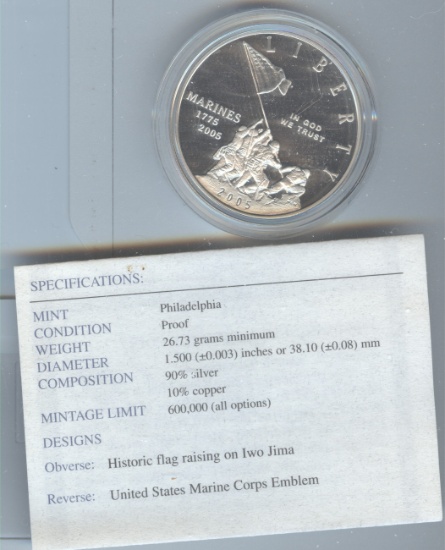 LIBERTY
MARINES
1775
2005
IN GOD
WE TRUST
2005
SPECIFICATIONS:
MINT Philadelphia
CONDITION Proof
WEIGHT 26.73 grams minimum
DIAMETER 1.500 (±0.003) inches or 38.10 (±0.08) mm
COMPOSITION 90% silver
10% copper
MINTAGE LIMIT 600,000 (all options)
DESIGNS
Obverse: Historic flag raising on Iwo Jima
Reverse: United States Marine Corps Emblem